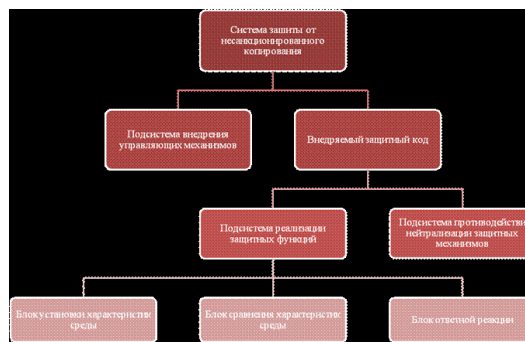 Система защиты от
несанкционированного
копирования
Подсистема внедрения
управляющих механизмов
Внедряемый защитный код
Подсистема реализации
защитных функций
Подсистема противодействия
нейтрализации защитных
механизмов
Блок установки характеристик
среды
Блок сравнения характеристик
среды
Блок ответной реакции